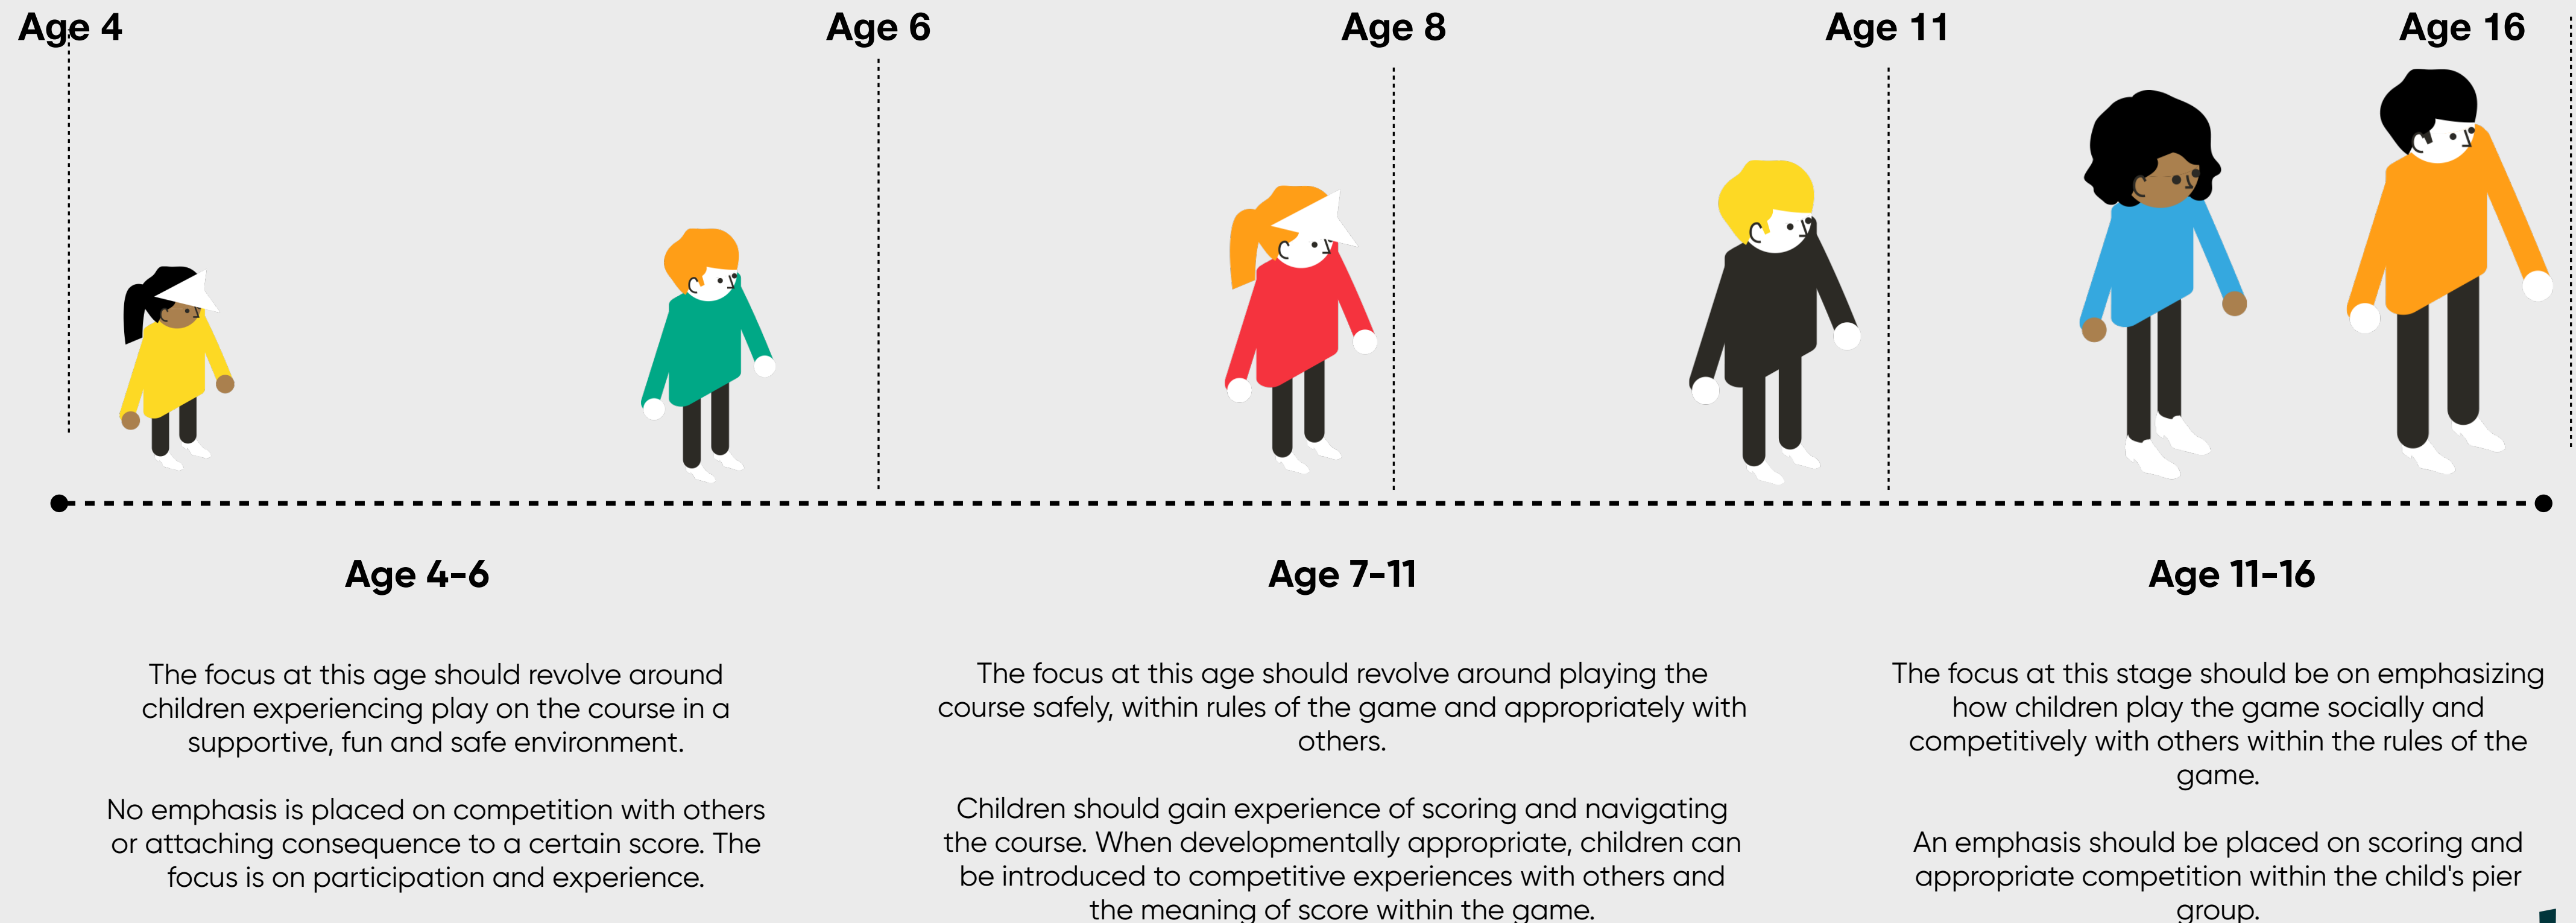 Age 4
Age 6
Age 8
Age 11
Age 16
Age 4-6
The focus at this age should revolve around
children experiencing play on the course in a
supportive, fun and safe environment.
No emphasis is placed on competition with others
or attaching consequence to a certain score. The
focus is on participation and experience.
Age 7-11
The focus at this age should revolve around playing the
course safely, within rules of the game and appropriately with
others.
Children should gain experience of scoring and navigating
the course. When developmentally appropriate, children can
be introduced to competitive experiences with others and
the meaning of score within the game.
Age 11-16
The focus at this stage should be on emphasizing
how children play the game socially and
competitively with others within the rules of the
game.
An emphasis should be placed on scoring and
appropriate competition within the child's pier
group.